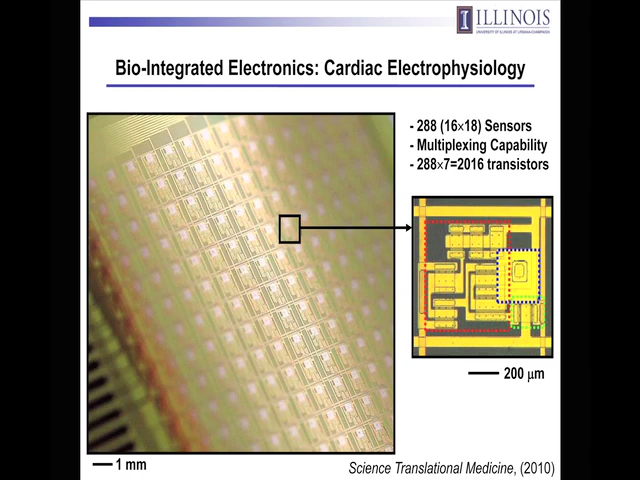 ILLINOIS
UNIVERSITY OF ILLINOIS AT URBANA-CHAMPAIGN
Bio-Integrated Electronics: Cardiac Electrophysiology
- 288 (16×18) Sensors
- Multiplexing Capability
- 288×7=2016 transistors
200 μm
1 mm
Science Translational Medicine, (2010)